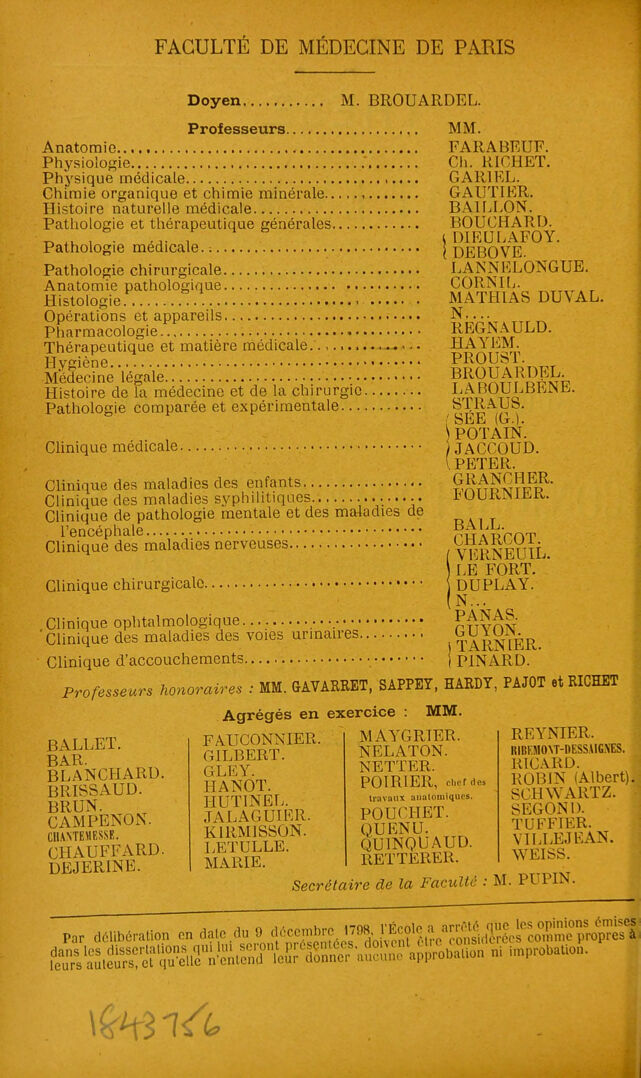 FACULTÉ DE MÉDECINE DE PARIS
Doyen........... M. BROUARDEL.
Professeurs................... MM.
Anatomie................... FARABEUF.
Physiologie................... Ch. RICHET.
Physique médicale................... GARIEL.
Chimie organique et chimie minérale................... GAUTIER.
Histoire naturelle médicale................... BAILLON.
Pathologie et thérapeutique générales................... BOUCHARD.
Pathologie médicale................... { DIEULAFOY.
{ DEBOVE.
Pathologie chirurgicale................... LANNELONGUE.
Anatomie pathologique................... CORNIL.
Histologie................... MATHIAS DUVAL.
Opérations et appareils................... N....
Pharmacologie................... REGNAULD.
Thérapeutique et matière médicale................... HAYEM.
Hygiène................... PROUST.
Médecine légale................... BROUARDEL.
Histoire de la médecine et de la chirurgie................... LABOULBÈNE.
Pathologie comparée et expérimentale................... STRAUS.
Clinique médicale................... { SÉE (G.).
POTAIN.
JACCOUD.
PETER.
Clinique des maladies des enfants................... GRANCHER.
Clinique des maladies syphilitiques................... FOURNIER.
Clinique de pathologie mentale et des maladies de
l'encéphale................... BALL.
Clinique des maladies nerveuses................... CHARCOT.
Clinique chirurgicale................... { VERNEUIL.
LE FORT.
DUPLAY.
N...
Clinique ophtalmologique................... PANAS.
Clinique des maladies des voies urinaires................... GUYON.
Clinique d'accouchements................... { TARNIER.
PINARD.
Professeurs honoraires : MM. GAVARRET, SAPPEY, HARDY, PAJOT et RICHET
Agrégés en exercice : MM.
BALLET.
BAR.
BLANCHARD.
BRISSAUD.
BRUN.
CAMPENON.
CHANTEMESSE.
CHAUFFARD.
DEJERINE.
FAUCONNIER.
GILBERT.
GLEY.
HANOT.
HUTINEL.
JALAGUIER.
KIRMISSON.
LETULLE.
MARIE.
MAYGRIER.
NELATON.
NETTER.
POIRIER, chef des
travaux anatomiques.
POUCHET.
QUENU.
QUINQUAUD.
RETTERER.
REYNIER.
RIBEMONT-DESSAIGNES.
RICARD.
ROBIN (Albert).
SCHWARTZ.
SEGOND.
TUFFIER.
VILLEJEAN.
WEISS.
Secrétaire de la Faculté : M. PUPIN.
Par délibération en date du 9 décembre 1798, l'École a arrêté que les opinions émises
dans les dissertations qui lui seront présentées, doivent être considérées comme propres à
leurs auteurs, et qu'elle n'entend leur donner aucune approbation ni improbation.
1843756